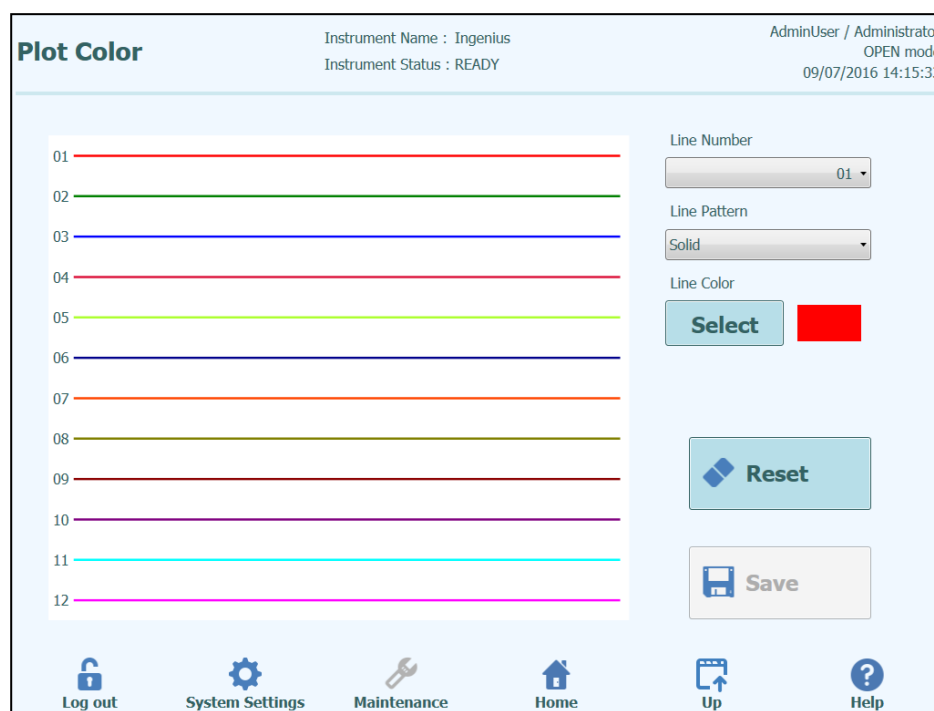 Plot Color
Instrument Name : Ingenius
Instrument Status : READY
AdminUser / Administrato
OPEN mod
09/07/2016 14:15:3
01
02
03
04
05
06
07
08
09
10
11
12
Line Number
01
Line Pattern
Solid
Line Color
Select
Reset
Save
Log out
System Settings
Maintenance
Home
Up
Help